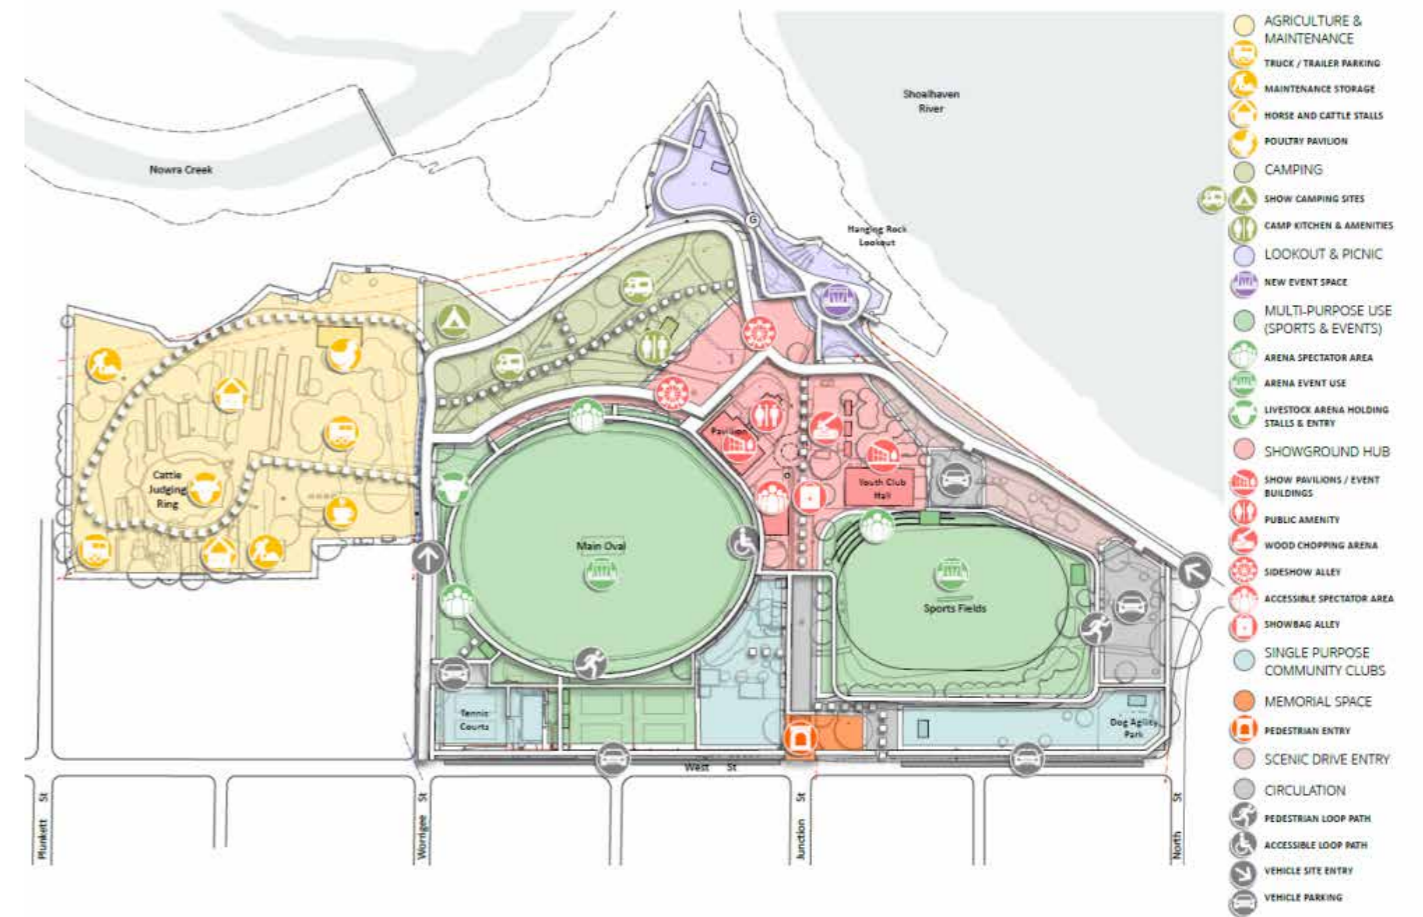 Shoalhaven
River
Nowra Creek
G
Hanging Rock
Lookout
Pavilion
Cattle
Judging
Ring
Youth Club
Hall
Main Oval
Sports Fields
Tennis
Courts
Dog Agility
Park
West St
Plunkett St
Worrigee St
Junction St
North St
AGRICULTURE &
MAINTENANCE
TRUCK / TRAILER PARKING
MAINTENANCE STORAGE
HORSE AND CATTLE STALLS
POULTRY PAVILION
CAMPING
SHOW CAMPING SITES
CAMP KITCHEN & AMENITIES
LOOKOUT & PICNIC
NEW EVENT SPACE
MULTI-PURPOSE USE
(SPORTS & EVENTS)
ARENA SPECTATOR AREA
ARENA EVENT USE
LIVESTOCK ARENA HOLDING
STALLS & ENTRY
SHOWGROUND HUB
SHOW PAVILIONS / EVENT
BUILDINGS
PUBLIC AMENITY
WOOD CHOPPING ARENA
SIDESHOW ALLEY
ACCESSIBLE SPECTATOR AREA
SHOWBAG ALLEY
SINGLE PURPOSE
COMMUNITY CLUBS
MEMORIAL SPACE
PEDESTRIAN ENTRY
SCENIC DRIVE ENTRY
CIRCULATION
PEDESTRIAN LOOP PATH
ACCESSIBLE LOOP PATH
VEHICLE SITE ENTRY
VEHICLE PARKING